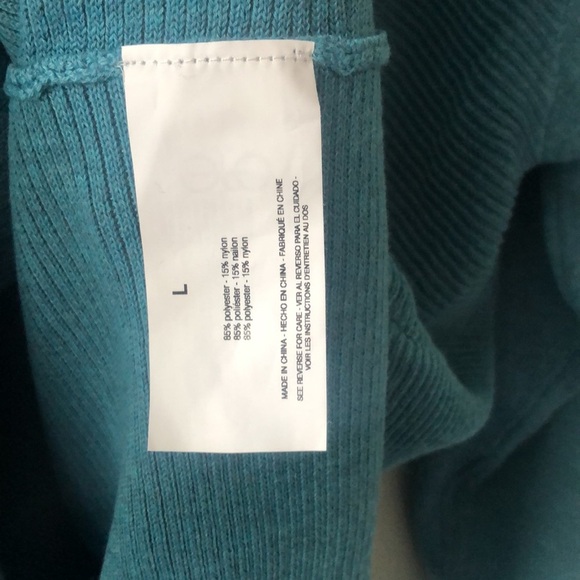 L
85% polyester - 15% nylon
85% poliéster - 15% nailon
85% polyester - 15% nylon
MADE IN CHINA - HECHO EN CHINA - FABRIQUÉ EN CHINE
SEE REVERSE FOR CARE - VER AL REVERSO PARA EL CUIDADO -
VOIR LES INSTRUCTIONS D'ENTRETIEN AU DOS